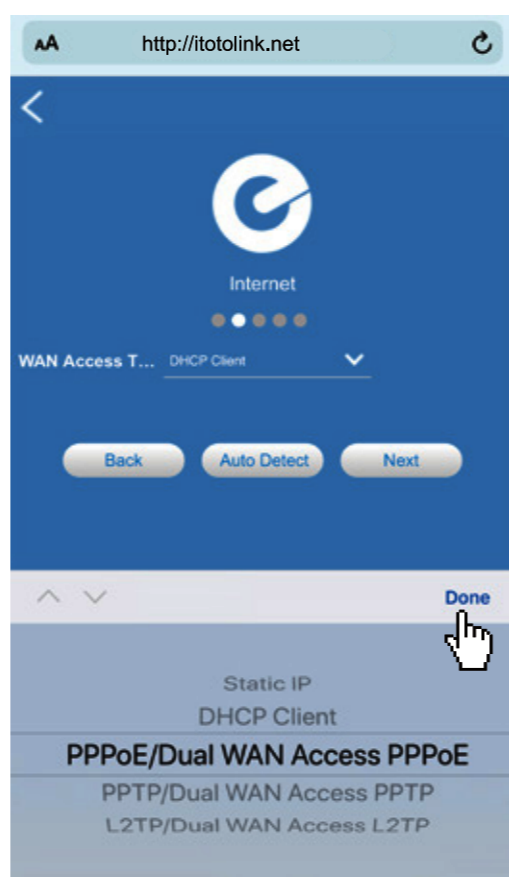 AA http://itotolink.net
Internet
WAN Access T... DHCP Client
Back Auto Detect Next
Done
Static IP
DHCP Client
PPPoE/Dual WAN Access PPPoE
PPTP/Dual WAN Access PPTP
L2TP/Dual WAN Access L2TP